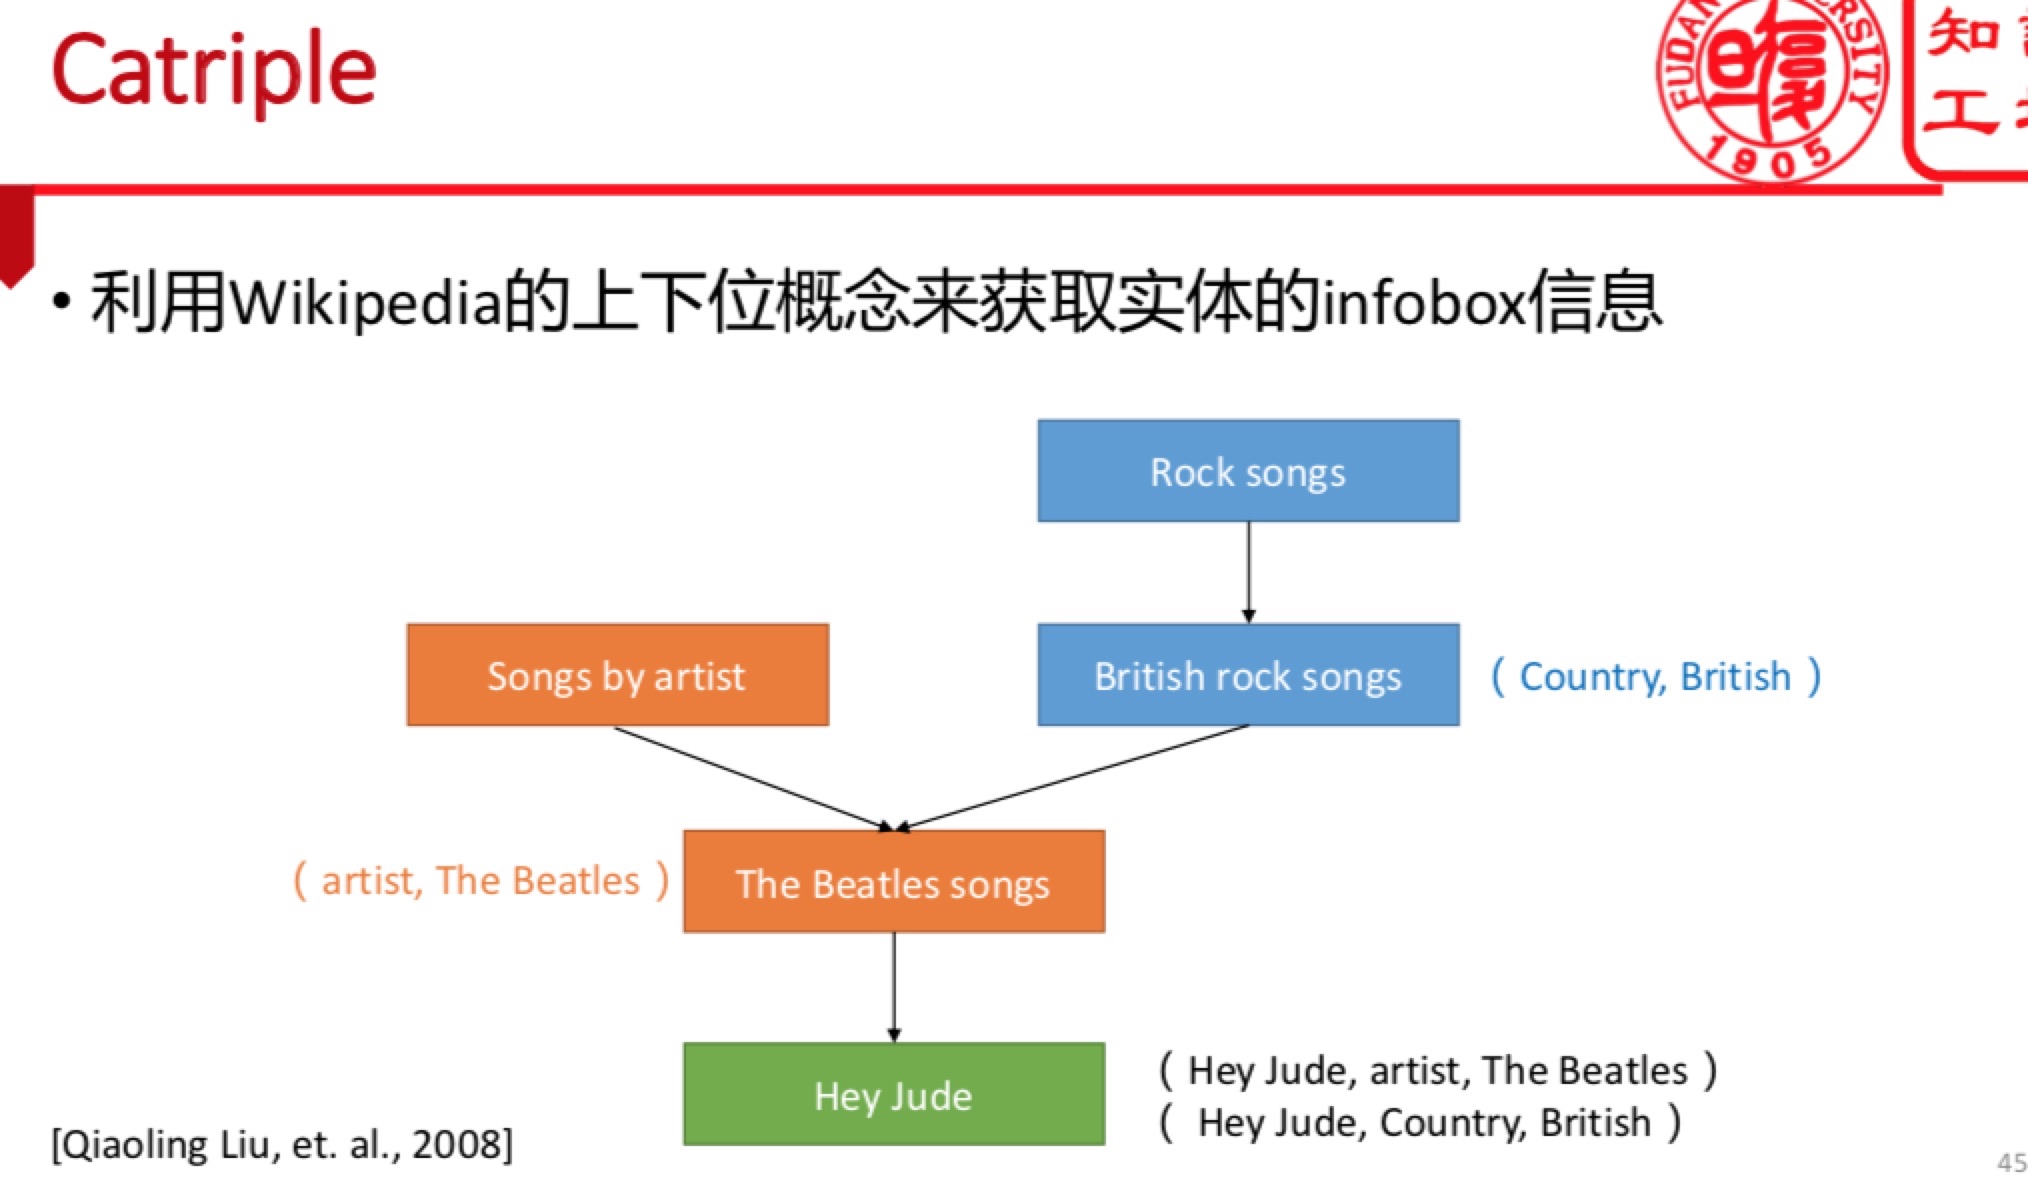 Catriple
FUDAN
1905
知
工
• 利用Wikipedia的上下位概念来获取实体的infobox信息
Rock songs
Songs by artist
British rock songs
( Country, British )
( artist, The Beatles )
The Beatles songs
Hey Jude
( Hey Jude, artist, The Beatles )
( Hey Jude, Country, British )
[Qiaoling Liu, et. al., 2008]
45